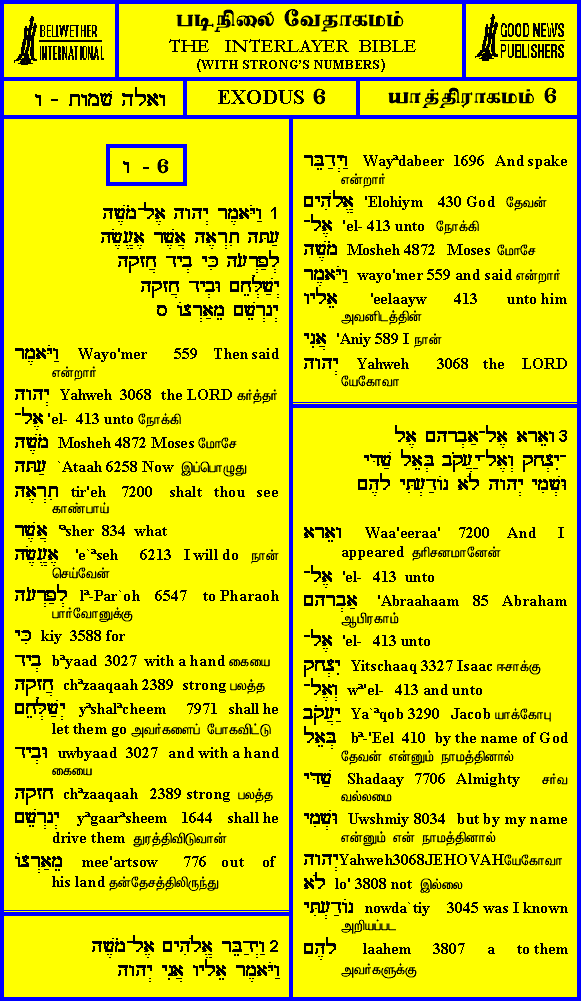 BELLWETHER
INTERNATIONAL
படிநிலை வேதாகமம்
THE INTERLAYER BIBLE
(WITH STRONG'S NUMBERS)
GOOD NEWS
PUBLISHERS
ואלה שׁמות - ו
EXODUS 6
யாத்திராகமம் 6
ו - 6
1 וַיֹּאמֶר יְהוָה אֶל־מֹשֶׁה
עַתָּה תִרְאֶה אֲשֶׁר אֶעֱשֶׂה
לְפַרְעֹה כִּי בְיָד חֲזָקָה
יְשַׁלְּחֵם וּבְיָד חֲזָקָה
יְגָרְשֵׁם מֵאַרְצוֹ ס
וַיֹּאמֶר Wayo'mer 559 Then said
என்றார்
יְהוָה Yahweh 3068 the LORD கர்த்தர்
אֶל־ 'el- 413 unto நோக்கி
מֹשֶׁה Mosheh 4872 Moses மோசே
עַתָּה `Ataah 6258 Now இப்பொழுது
תִרְאֶה tir'eh 7200 shalt thou see
காண்பாய்
אֲשֶׁר ªsher 834 what
אֶעֱשֶׂה 'e`ªseh 6213 I will do நான்
செய்வேன்
לְפַרְעֹה lª-Par`oh 6547 to Pharaoh
பார்வோனுக்கு
כִּי kiy 3588 for
בְיָד bªyaad 3027 with a hand கையை
חֲזָקָה chªzaaqaah 2389 strong பலத்த
יְשַׁלְּחֵם yªshalªcheem 7971 shall he
let them go அவர்களைப் போகவிட்டு
וּבְיָד uwbyaad 3027 and with a hand
கையை
חֲזָקָה chªzaaqaah 2389 strong பலத்த
יְגָרְשֵׁם yªgaarªsheem 1644 shall he
drive them துரத்திவிடுவான்
מֵאַרְצוֹ mee'artsow 776 out of
his land தன்தேசத்திலிருந்து
2 וַיְדַבֵּר אֱלֹהִים אֶל־מֹשֶׁה
וַיֹּאמֶר אֵלָיו אֲנִי יְהוָה
וַיְדַבֵּר Wayªdabeer 1696 And spake
என்றார்
אֱלֹהִים 'Elohiym 430 God தேவன்
אֶל־ 'el- 413 unto நோக்கி
מֹשֶׁה Mosheh 4872 Moses மோசே
וַיֹּאמֶר wayo'mer 559 and said என்றார்
אֵלָיו 'eelaayw 413 unto him
அவனிடத்தின்
אֲנִי 'Aniy 589 I நான்
יְהוָה Yahweh 3068 the LORD
யேகோவா
3 וָאֵרָא אֶל־אַבְרָהָם אֶל
־יִצְחָק וְאֶל־יַעֲקֹב בְּאֵל שַׁדָּי
וּשְׁמִי יְהוָה לֹא נוֹדַעְתִּי לָהֶם
וָאֵרָא Waa'eeraa' 7200 And I
appeared தரிசனமானேன்
אֶל־ 'el- 413 unto
אַבְרָהָם 'Abraahaam 85 Abraham
ஆபிரகாம்
אֶל־ 'el- 413 unto
יִצְחָק Yitschaaq 3327 Isaac ஈசாக்கு
וְאֶל־ wª'el- 413 and unto
יַעֲקֹב Ya`ªqob 3290 Jacob யாக்கோபு
בְּאֵל bª-'Eel 410 by the name of God
தேவன் என்னும் நாமத்தினால்
שַׁדָּי Shadaay 7706 Almighty சர்வ
வல்லமை
וּשְׁמִי Uwshmiy 8034 but by my name
என்னும் என் நாமத்தினால்
יְהוָה Yahweh3068JEHOVAHயேகோவா
לֹא lo' 3808 not இல்லை
נוֹדַעְתִּי nowda`tiy 3045 was I known
அறியப்பட
לָהֶם laahem 3807 a to them
அவர்களுக்கு